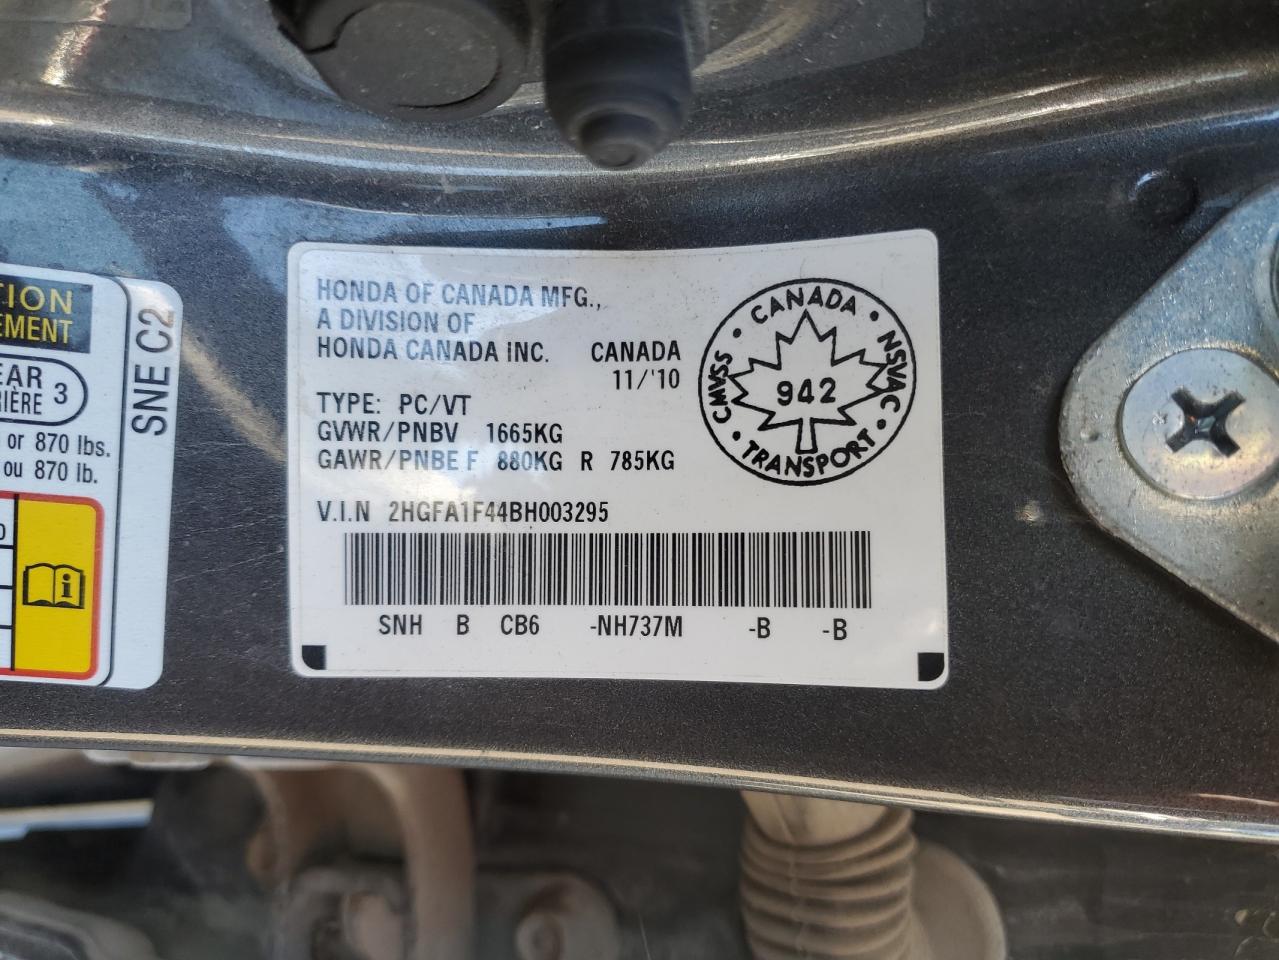 TION
EMENT
EAR 3
RIÈRE
or 870 lbs.
ou 870 lb.
SNE C2
HONDA OF CANADA MFG.,
A DIVISION OF
HONDA CANADA INC. CANADA
11/'10
TYPE: PC/VT
GVWR/PNBV 1665KG
GAWR/PNBE F 880KG R 785KG
V.I.N 2HGFA1F44BH003295
SNH B CB6 -NH737M -B -B
CANADA • NSVAC • TRANSPORT • CMVSS •
942